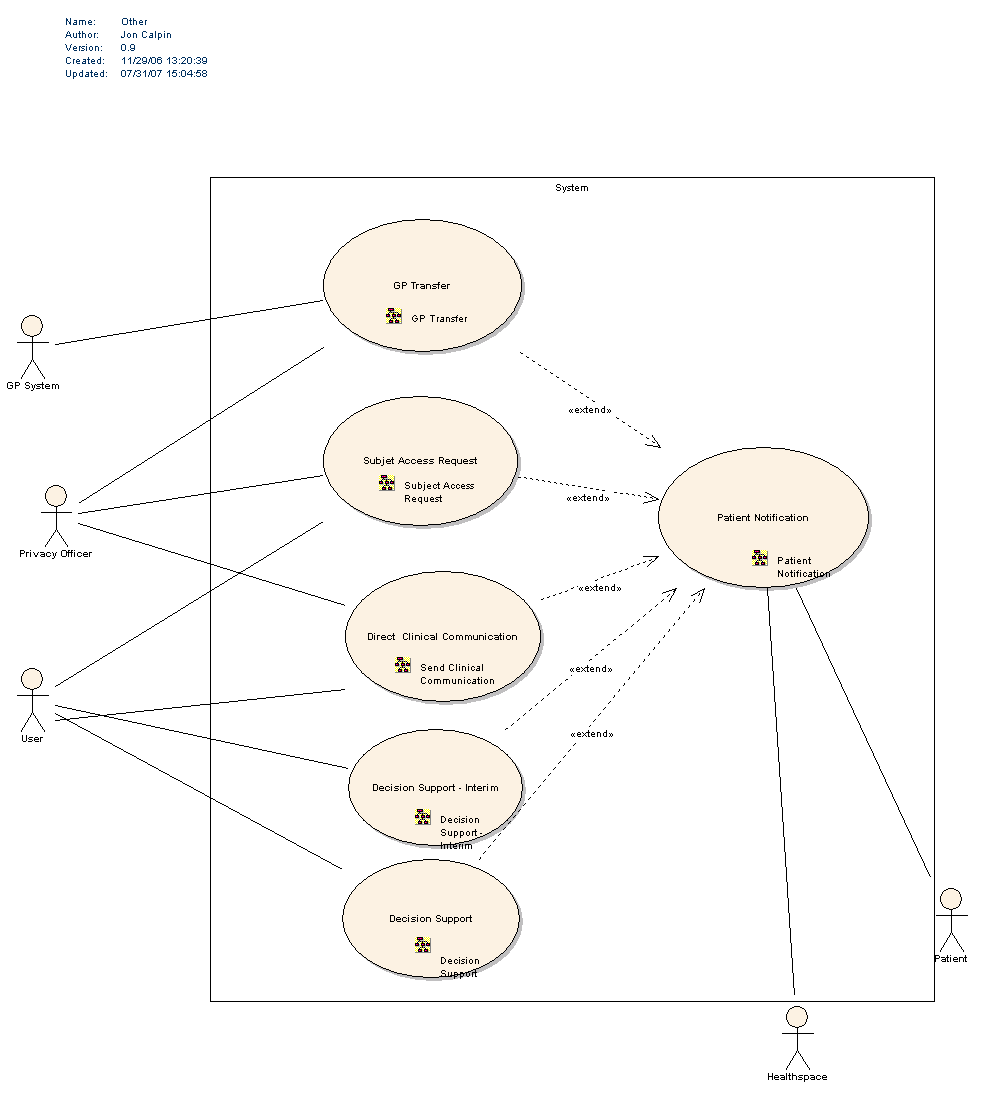 Name: Other
Author: Jon Calpin
Version: 0.9
Created: 11/29/06 13:20:39
Updated: 07/31/07 15:04:58
System
GP Transfer
GP Transfer
GP System
«extend»
Subjet Access Request
Subject Access
Request
«extend»
Patient Notification
Patient
Notification
Privacy Officer
«extend»
Direct Clinical Communication
Send Clinical
Communication
«extend»
User
«extend»
Decision Support - Interim
Decision
Support -
Interim
Decision Support
Decision
Support
Patient
Healthspace